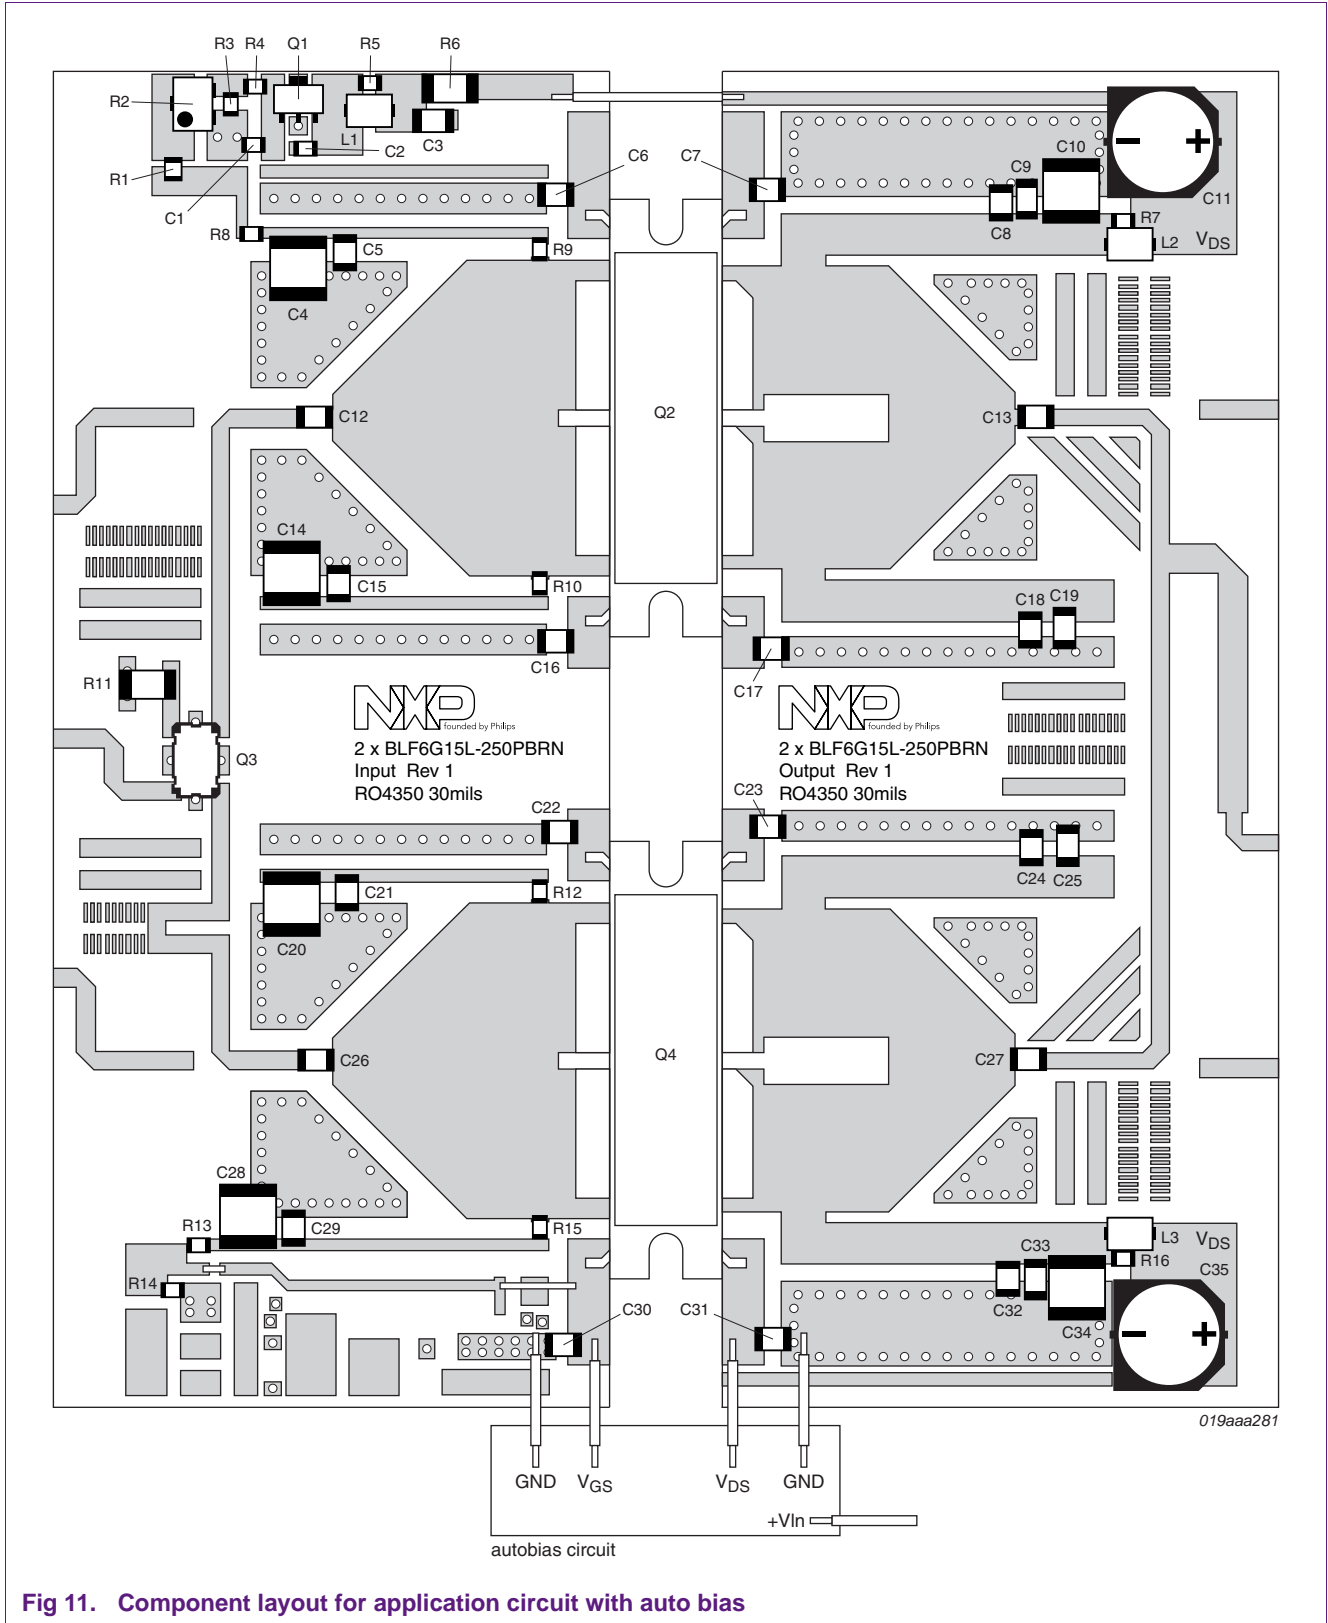 R3 R4 Q1 R5 R6
R2
L1
C2
C3
R1
C1
C6 C7
C9 C10
C11
C8
R7
R8
C5
R9
L2 VDS
C4
C12
Q2
C13
C14
C15
R10
C18 C19
C16
C17
R11
NXP
founded by Philips
2 x BLF6G15L-250PBRN
Input Rev 1
RO4350 30mils
NXP
founded by Philips
2 x BLF6G15L-250PBRN
Output Rev 1
RO4350 30mils
Q3
C22
C23
C24 C25
C21
R12
C20
C26
Q4
C27
C28
R13
C29
R15
L3 VDS
C33
R16
C35
R14
C30 C31
C32
C34
- +
- +
019aaa281
GND VGS VDS GND
+VIn
autobias circuit
Fig 11. Component layout for application circuit with auto bias